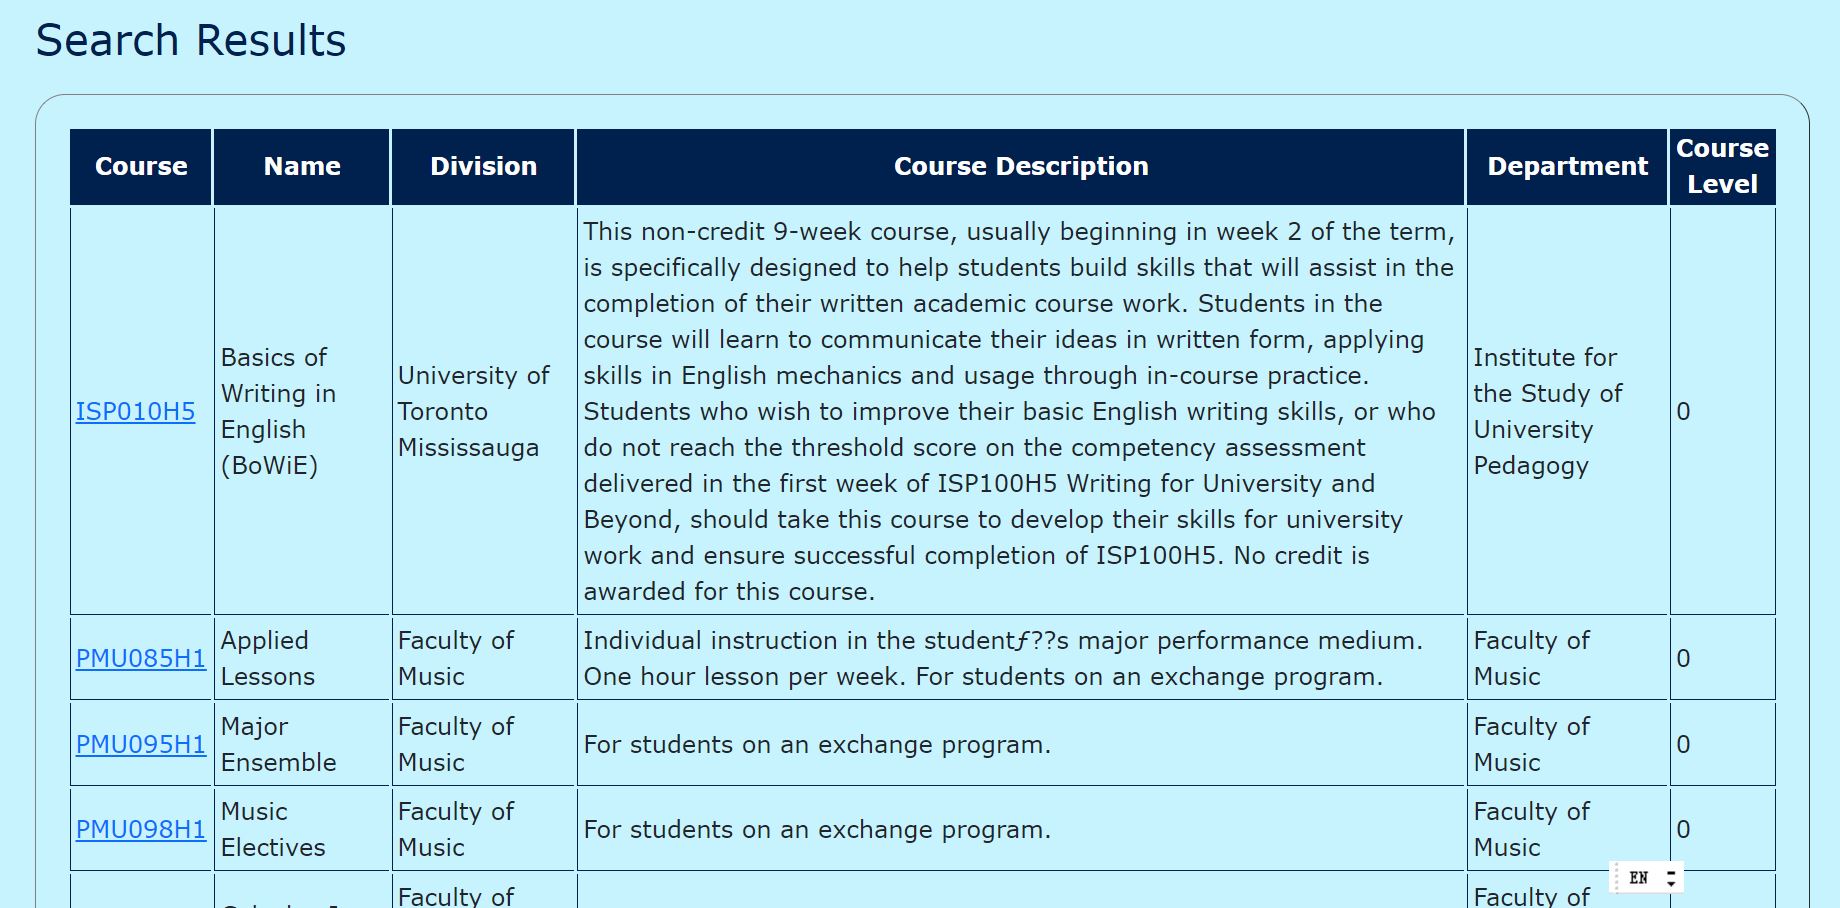 Search Results
Course
Name
Division
Course Description
Department
Course
Level
ISP010H5
Basics of
Writing in
English
(BoWiE)
University of
Toronto
Mississauga
This non-credit 9-week course, usually beginning in week 2 of the term,
is specifically designed to help students build skills that will assist in the
completion of their written academic course work. Students in the
course will learn to communicate their ideas in written form, applying
skills in English mechanics and usage through in-course practice.
Students who wish to improve their basic English writing skills, or who
do not reach the threshold score on the competency assessment
delivered in the first week of ISP100H5 Writing for University and
Beyond, should take this course to develop their skills for university
work and ensure successful completion of ISP100H5. No credit is
awarded for this course.
Institute for
the Study of
University
Pedagogy
0
PMU085H1
Applied
Lessons
Faculty of
Music
Individual instruction in the studentƒ??s major performance medium.
One hour lesson per week. For students on an exchange program.
Faculty of
Music
0
PMU095H1
Major
Ensemble
Faculty of
Music
For students on an exchange program.
Faculty of
Music
0
PMU098H1
Music
Electives
Faculty of
Music
For students on an exchange program.
Faculty of
Music
0
Faculty of
Faculty of
EN